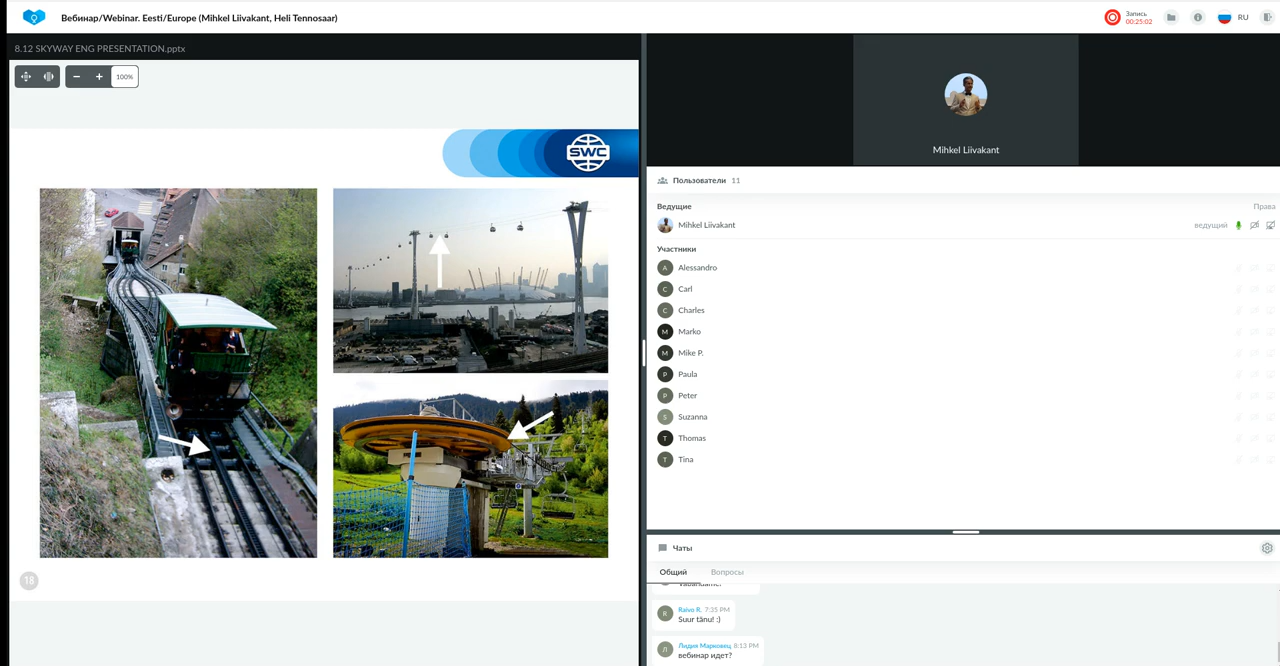 Вебинар/Webinar. Eesti/Europe (Mihkel Liivakant, Heli Tennosaar)
Запись
00:25:02
RU
8.12 SKYWAY ENG PRESENTATION.pptx
100%
SWC
18
Mihkel Liivakant
Пользователи 11
Ведущие
Права
Mihkel Liivakant
ведущий
Участники
A Alessandro
C Carl
C Charles
M Marko
M Mike P.
P Paula
P Peter
S Suzanna
T Thomas
T Tina
Чаты
Общий
Вопросы
R Raivo R. 7:35 PM
Suur tänu! :)
Л Лидия Марковец 8:13 PM
вебинар идет?